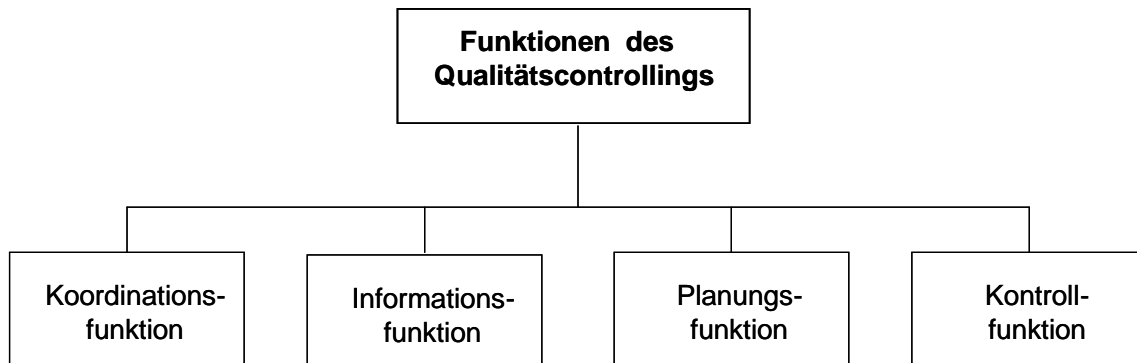 Funktionen des
Qualitätscontrollings
Koordinations-
funktion
Informations-
funktion
Planungs-
funktion
Kontroll-
funktion